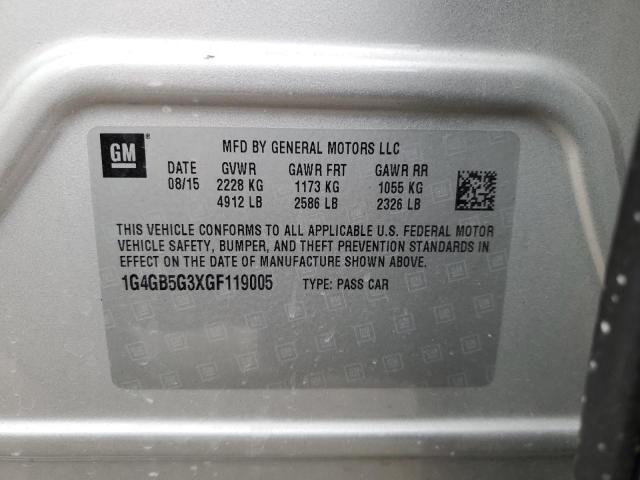 GM
MFD BY GENERAL MOTORS LLC
DATE GVWR GAWR FRT GAWR RR
08/15 2228 KG 1173 KG 1055 KG
4912 LB 2586 LB 2326 LB
THIS VEHICLE CONFORMS TO ALL APPLICABLE U.S. FEDERAL MOTOR
VEHICLE SAFETY, BUMPER, AND THEFT PREVENTION STANDARDS IN
EFFECT ON THE DATE OF MANUFACTURE SHOWN ABOVE.
1G4GB5G3XGF119005 TYPE: PASS CAR